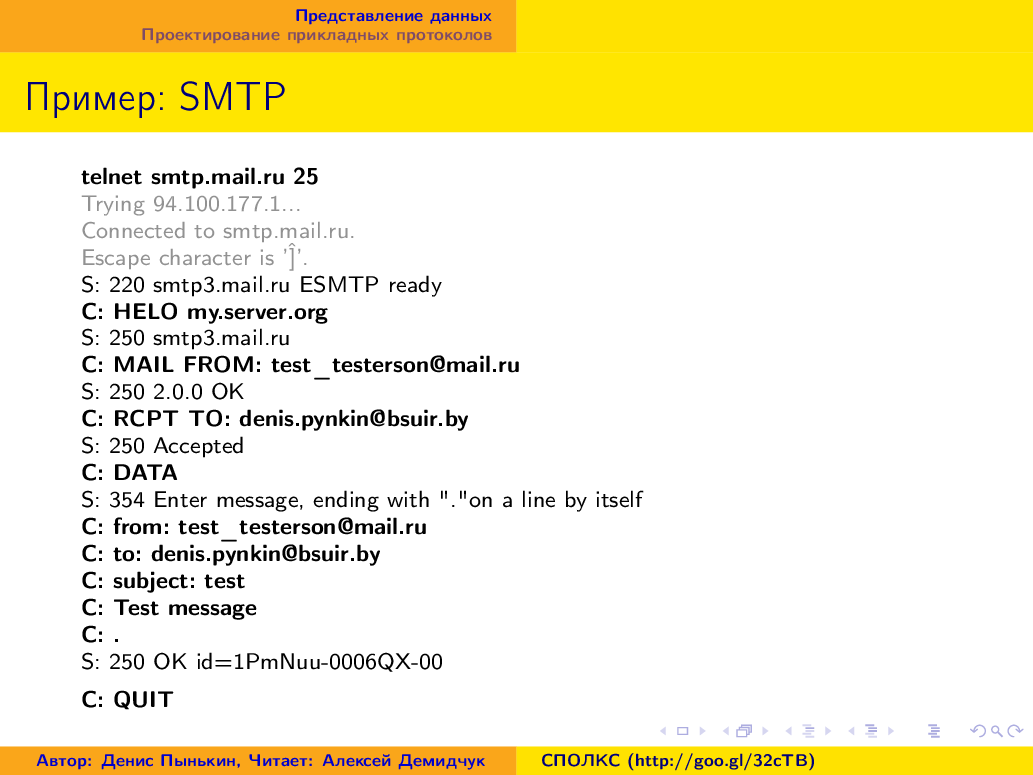 Представление данных
Проектирование прикладных протоколов
Пример: SMTP
telnet smtp.mail.ru 25
Trying 94.100.177.1...
Connected to smtp.mail.ru.
Escape character is '^]'.
S: 220 smtp3.mail.ru ESMTP ready
C: HELO my.server.org
S: 250 smtp3.mail.ru
C: MAIL FROM: test_testerson@mail.ru
S: 250 2.0.0 OK
C: RCPT TO: denis.pynkin@bsuir.by
S: 250 Accepted
C: DATA
S: 354 Enter message, ending with "."on a line by itself
C: from: test_testerson@mail.ru
C: to: denis.pynkin@bsuir.by
C: subject: test
C: Test message
C: .
S: 250 OK id=1PmNuu-0006QX-00
C: QUIT
Автор: Денис Пынькин, Читает: Алексей Демидчук
СПОЛКС (http://goo.gl/32cTB)